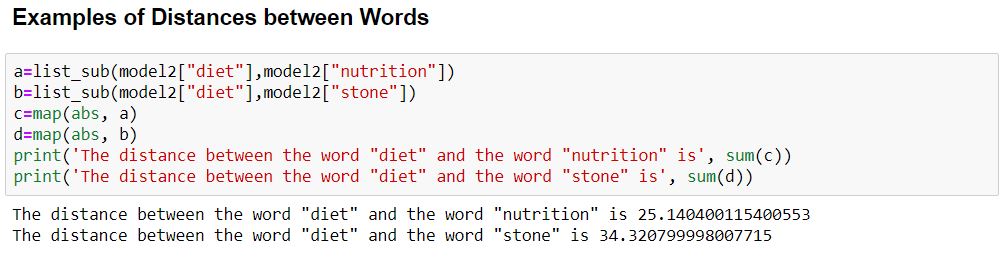 Examples of Distances between Words
a=list_sub(model2["diet"],model2["nutrition"])
b=list_sub(model2["diet"],model2["stone"])
c=map(abs, a)
d=map(abs, b)
print('The distance between the word "diet" and the word "nutrition" is', sum(c))
print('The distance between the word "diet" and the word "stone" is', sum(d))
The distance between the word "diet" and the word "nutrition" is 25.140400115400553
The distance between the word "diet" and the word "stone" is 34.320799998007715